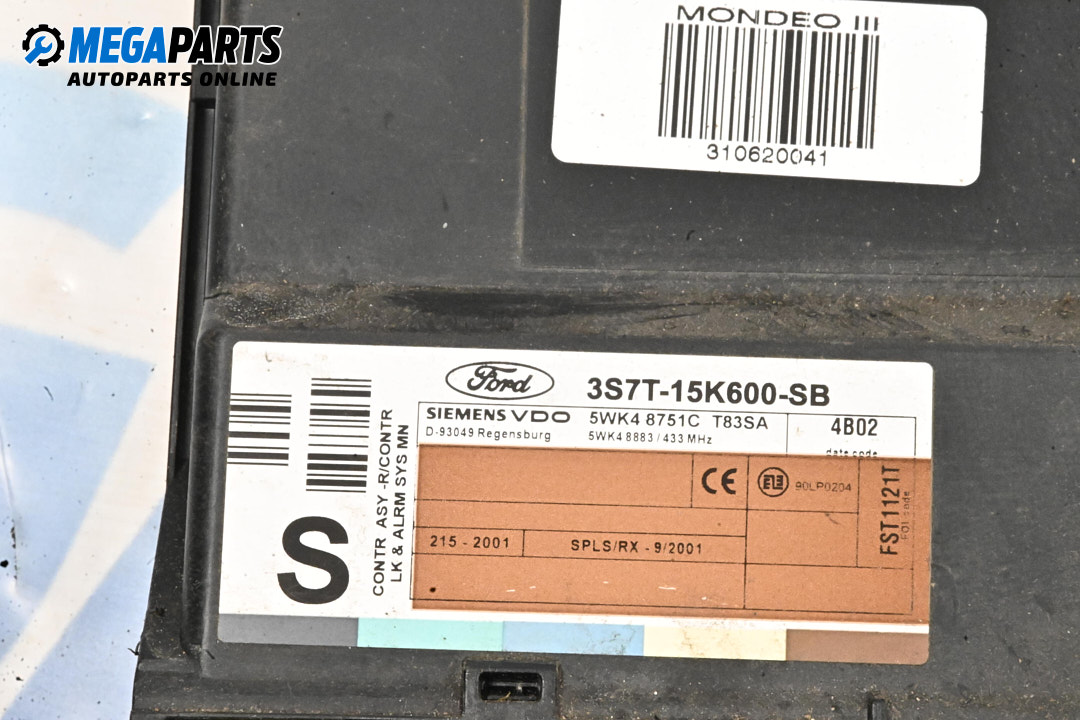 MEGAPARTS
AUTOPARTS ONLINE
MONDEO III
310620041
Ford
3S7T-15K600-SB
SIEMENS VDO
D-93049 Regensburg
5WK4 8751C T83SA
5WK4 8883 / 433 MHz
4B02
date code
CE
90LP0204
FST1121T
FOI code
215 - 2001
SPLS/RX - 9/2001
S
CONTR ASY -R/CONTR
LK & ALRM SYS MN